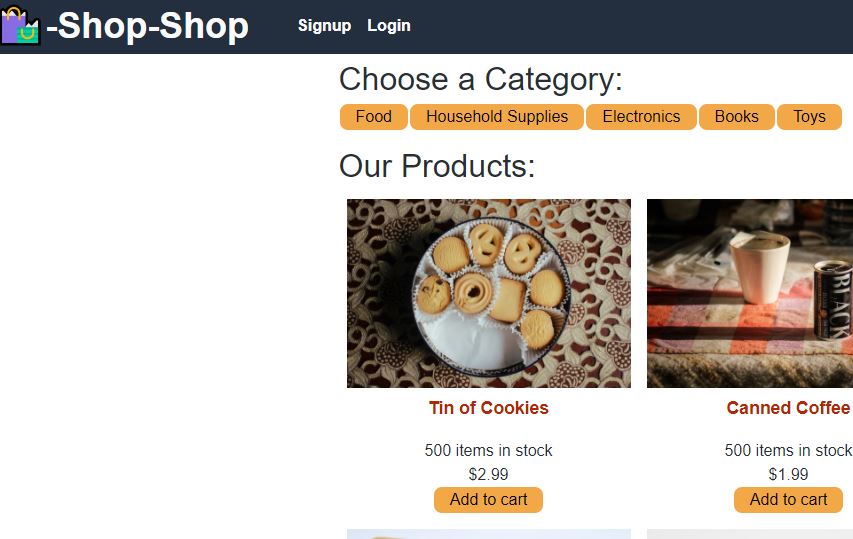 -Shop-Shop Signup Login
Choose a Category:
Food Household Supplies Electronics Books Toys
Our Products:
BLACK
Tin of Cookies Canned Coffee
500 items in stock 500 items in stock
$2.99 $1.99
Add to cart Add to cart